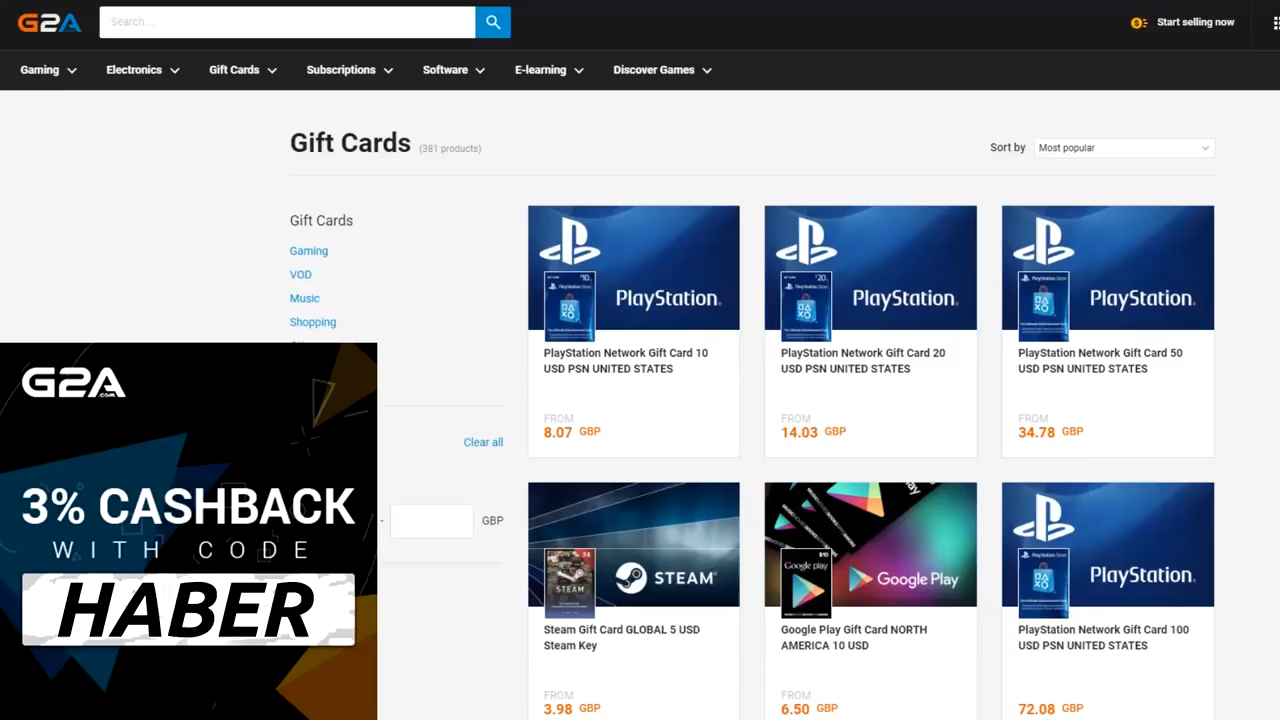 G2A
Search ...
Start selling now
Gaming
Electronics
Gift Cards
Subscriptions
Software
E-learning
Discover Games
Gift Cards (381 products)
Sort by
Most popular
Gift Cards
Gaming
VOD
Music
Shopping
Clear all
- GBP
PlayStation®
PlayStation Network Gift Card 10
USD PSN UNITED STATES
FROM
8.07 GBP
PlayStation®
PlayStation Network Gift Card 20
USD PSN UNITED STATES
FROM
14.03 GBP
PlayStation®
PlayStation Network Gift Card 50
USD PSN UNITED STATES
FROM
34.78 GBP
STEAM
STEAM®
Steam Gift Card GLOBAL 5 USD
Steam Key
FROM
3.98 GBP
Google play
$10
Google Play
Google Play Gift Card NORTH
AMERICA 10 USD
FROM
6.50 GBP
PlayStation®
PlayStation Network Gift Card 100
USD PSN UNITED STATES
72.08 GBP
G2A
.COM
3% CASHBACK
WITH CODE
HABER